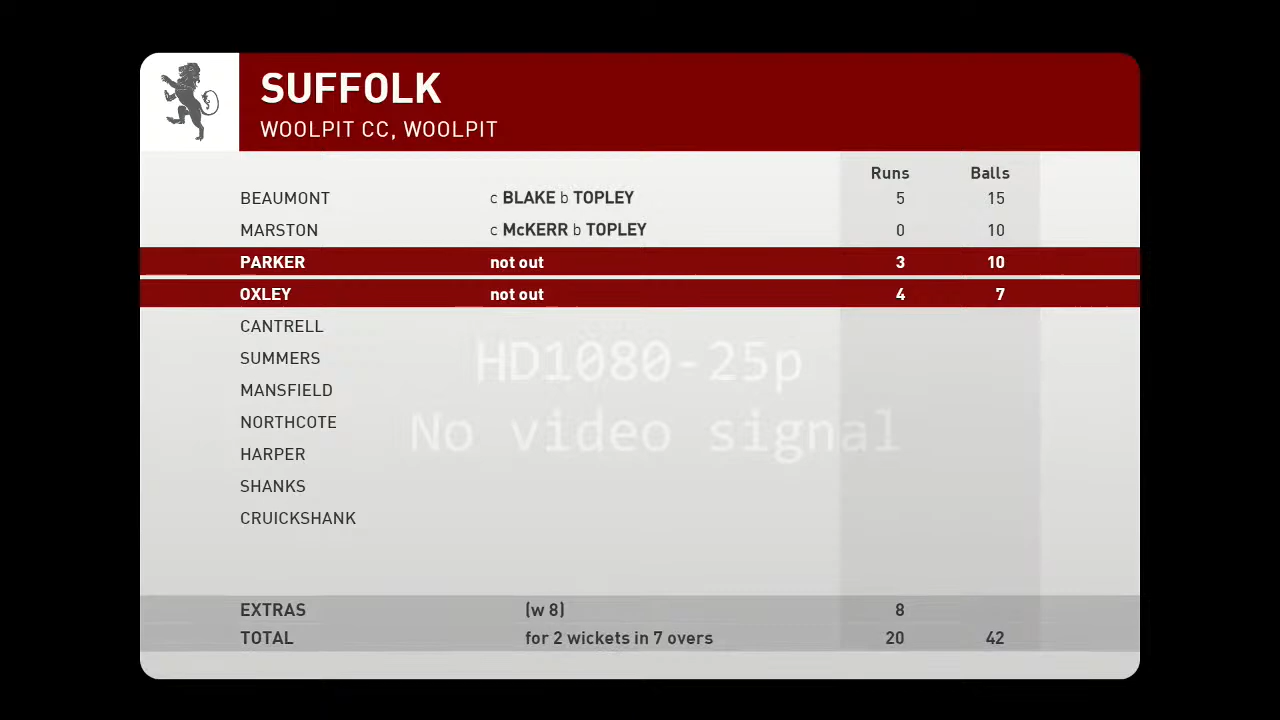 SUFFOLK
WOOLPIT CC, WOOLPIT
Runs Balls
BEAUMONT c BLAKE b TOPLEY 5 15
MARSTON c McKERR b TOPLEY 0 10
PARKER not out 3 10
OXLEY not out 4 7
CANTRELL
SUMMERS
HD1080-25p
MANSFIELD
NORTHCOTE
No video signal
HARPER
SHANKS
CRUICKSHANK
EXTRAS (w 8) 8
TOTAL for 2 wickets in 7 overs 20 42